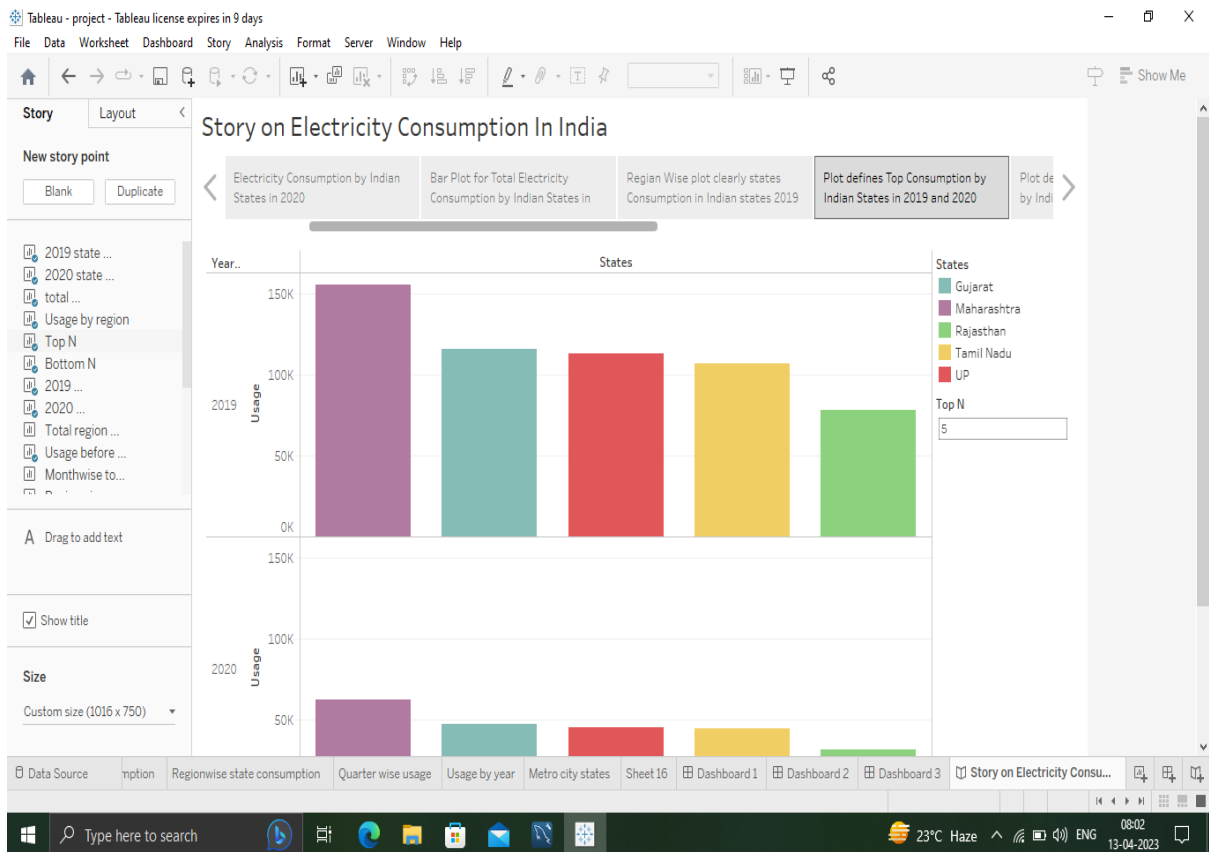 Tableau - project - Tableau license expires in 9 days
File Data Worksheet Dashboard Story Analysis Format Server Window Help
Show Me
Story Layout
New story point
Blank Duplicate
2019 state ...
2020 state ...
total ...
Usage by region
Top N
Bottom N
2019 ...
2020 ...
Total region ...
Usage before ...
Monthwise to...
A Drag to add text
Show title
Size
Custom size (1016 x 750)
Story on Electricity Consumption In India
Electricity Consumption by Indian
States in 2020
Bar Plot for Total Electricity
Consumption by Indian States in
Regian Wise plot clearly states
Consumption in Indian states 2019
Plot defines Top Consumption by
Indian States in 2019 and 2020
Plot de
by Indi
Year..
States
150K
100K
50K
0K
2019
Usage
150K
100K
50K
2020
Usage
States
Gujarat
Maharashtra
Rajasthan
Tamil Nadu
UP
Top N
5
Data Source mption Regionwise state consumption Quarter wise usage Usage by year Metro city states Sheet 16 Dashboard 1 Dashboard 2 Dashboard 3 Story on Electricity Consu...
Type here to search
23°C Haze
ENG
08:02
13-04-2023